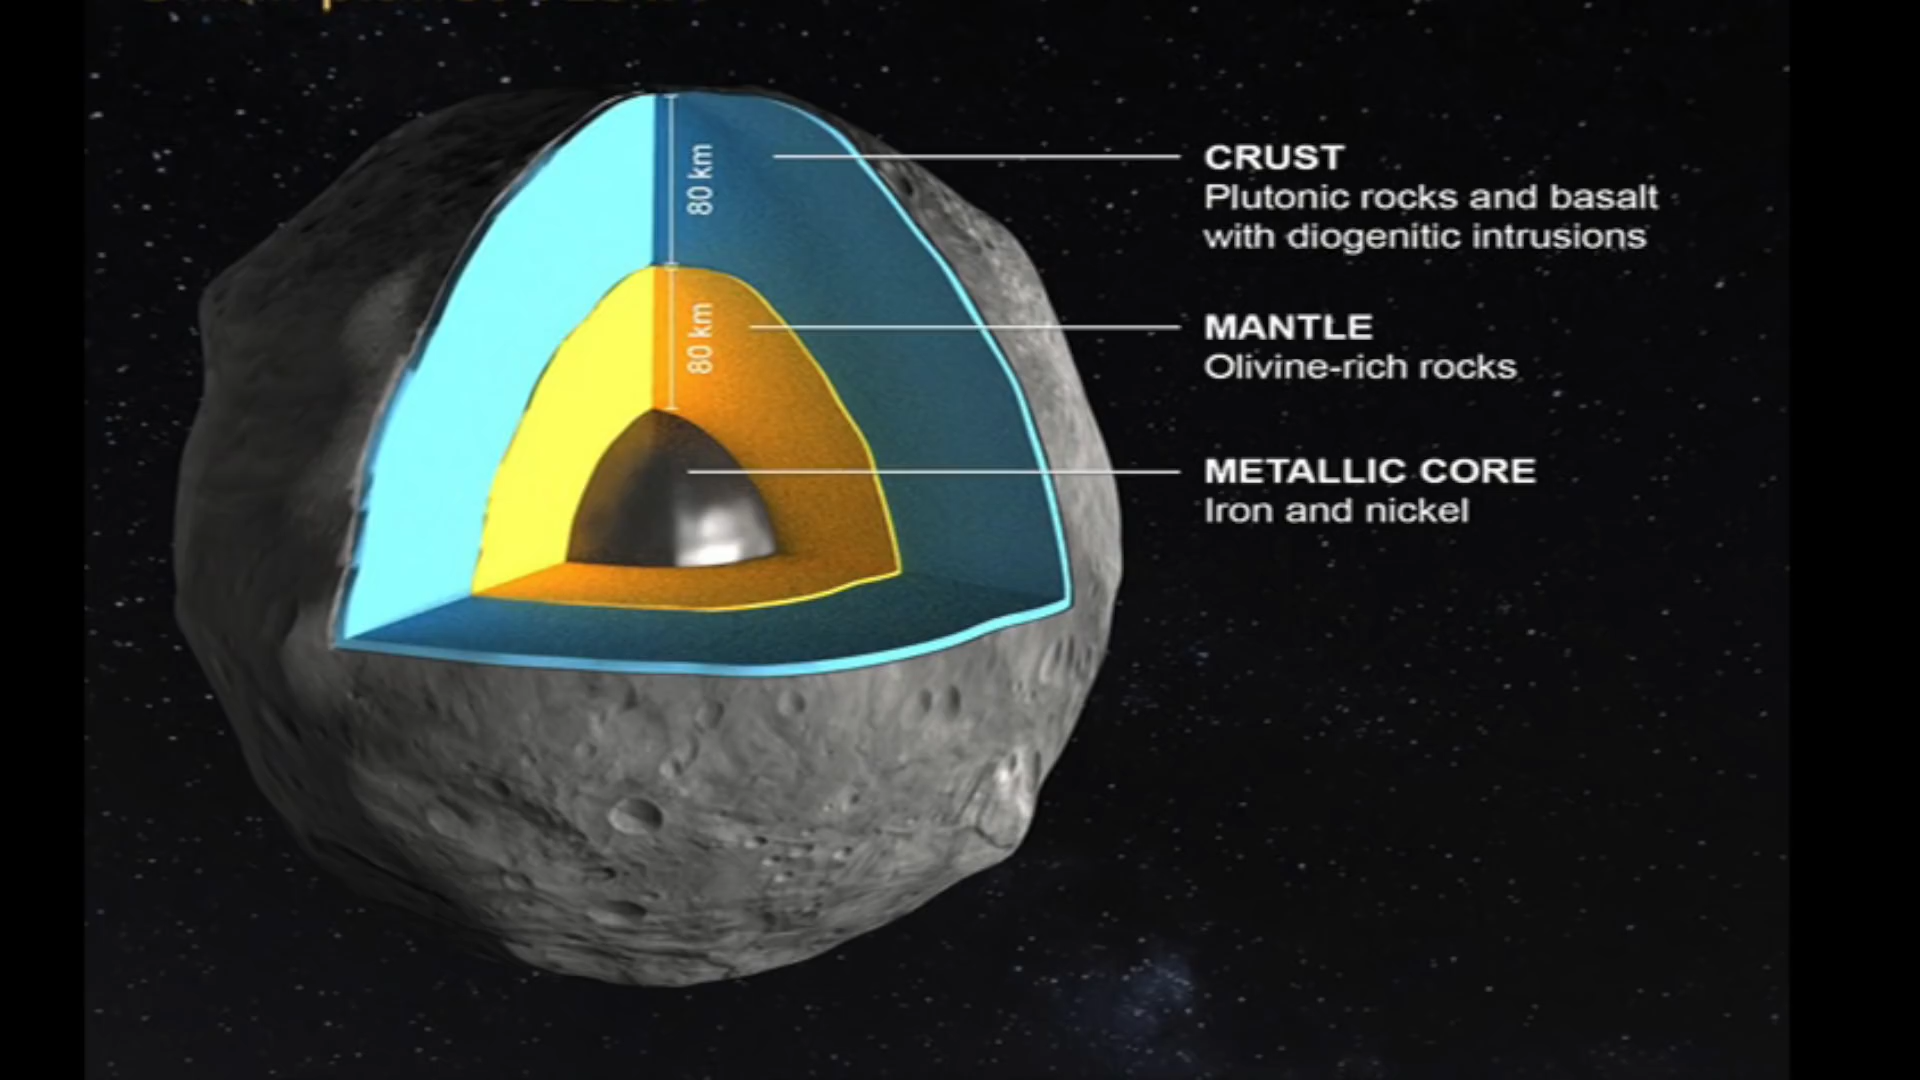 CRUST
Plutonic rocks and basalt
with diogenitic intrusions
80 km
MANTLE
Olivine-rich rocks
80 km
METALLIC CORE
Iron and nickel